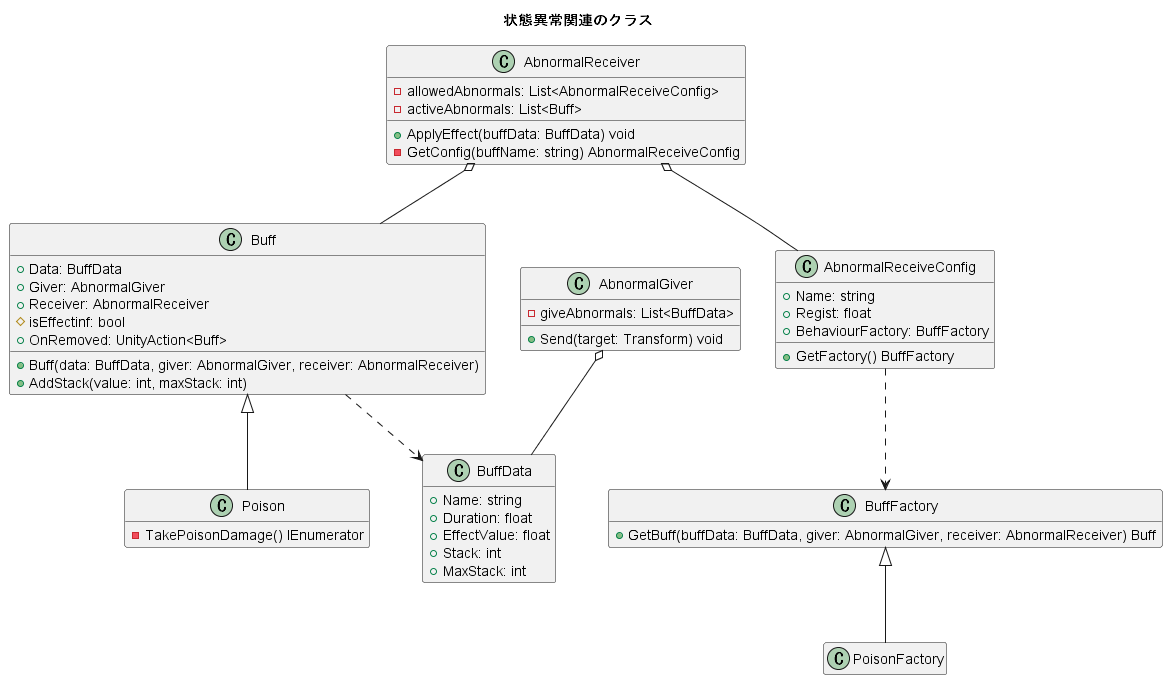 状態異常関連のクラス
C AbnormalReceiver
allowedAbnormals: List<AbnormalReceiveConfig>
activeAbnormals: List<Buff>
ApplyEffect(buffData: BuffData) void
GetConfig(buffName: string) AbnormalReceiveConfig
C Buff
Data: BuffData
Giver: AbnormalGiver
Receiver: AbnormalReceiver
isEffectinf: bool
OnRemoved: UnityAction<Buff>
Buff(data: BuffData, giver: AbnormalGiver, receiver: AbnormalReceiver)
AddStack(value: int, maxStack: int)
C AbnormalGiver
giveAbnormals: List<BuffData>
Send(target: Transform) void
C AbnormalReceiveConfig
Name: string
Regist: float
BehaviourFactory: BuffFactory
GetFactory() BuffFactory
C Poison
TakePoisonDamage() IEnumerator
C BuffData
Name: string
Duration: float
EffectValue: float
Stack: int
MaxStack: int
C BuffFactory
GetBuff(buffData: BuffData, giver: AbnormalGiver, receiver: AbnormalReceiver) Buff
C PoisonFactory